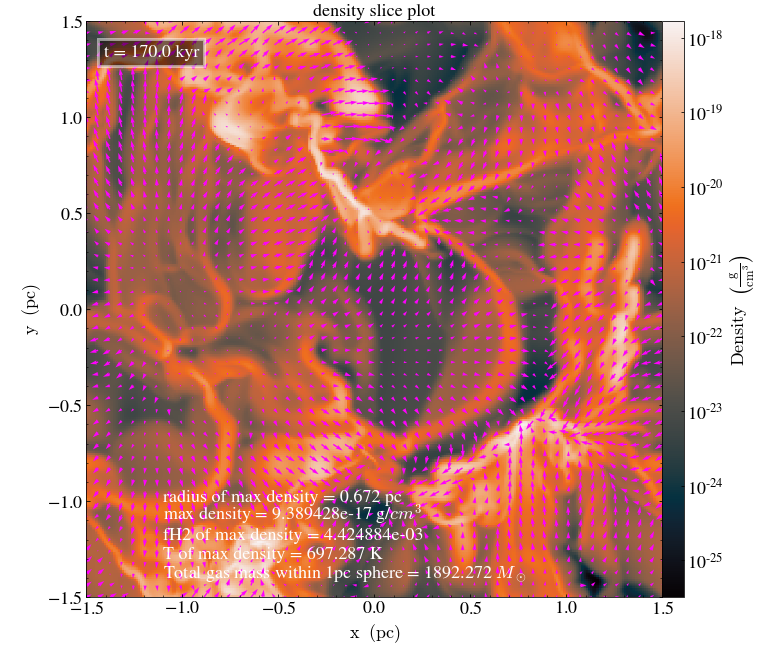 density slice plot
t = 170.0 kyr
1.5
1.0
0.5
0.0
−0.5
−1.0
−1.5
y (pc)
radius of max density = 0.672 pc
max density = 9.389428e-17 g/cm³
fH2 of max density = 4.424884e-03
T of max density = 697.287 K
Total gas mass within 1pc sphere = 1892.272 M☉
−1.5 −1.0 −0.5 0.0 0.5 1.0 1.5
x (pc)
10⁻¹⁸
10⁻¹⁹
10⁻²⁰
10⁻²¹
10⁻²²
10⁻²³
10⁻²⁴
10⁻²⁵
Density (g/cm³)